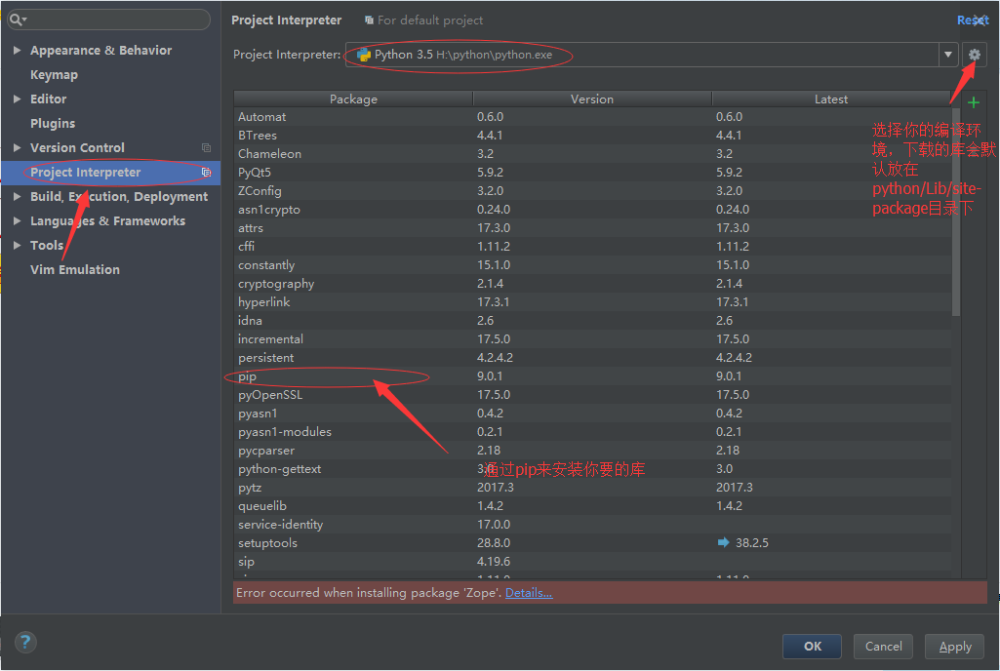 Project Interpreter
For default project
Reset
Appearance & Behavior
Keymap
Editor
Plugins
Version Control
Project Interpreter
Build, Execution, Deployment
Languages & Frameworks
Tools
Vim Emulation
Project Interpreter: Python 3.5 H:\python\python.exe
Package Version Latest
Automat 0.6.0 0.6.0
BTrees 4.4.1 4.4.1
Chameleon 3.2 3.2
PyQt5 5.9.2 5.9.2
ZConfig 3.2.0 3.2.0
asn1crypto 0.24.0 0.24.0
attrs 17.3.0 17.3.0
cffi 1.11.2 1.11.2
constantly 15.1.0 15.1.0
cryptography 2.1.4 2.1.4
hyperlink 17.3.1 17.3.1
idna 2.6 2.6
incremental 17.5.0 17.5.0
persistent 4.2.4.2 4.2.4.2
pip 9.0.1 9.0.1
pyOpenSSL 17.5.0 17.5.0
pyasn1 0.4.2 0.4.2
pyasn1-modules 0.2.1 0.2.1
pycparser 2.18 2.18
python-gettext 3.0 3.0
pytz 2017.3 2017.3
queuelib 1.4.2 1.4.2
service-identity 17.0.0
setuptools 28.8.0 38.2.5
sip 4.19.6
选择你的编译环
境，下载的库会默
认放在
python/Lib/site-
package目录下
通过pip来安装你要的库
Error occurred when installing package 'Zope'. Details...
?
OK
Cancel
Apply